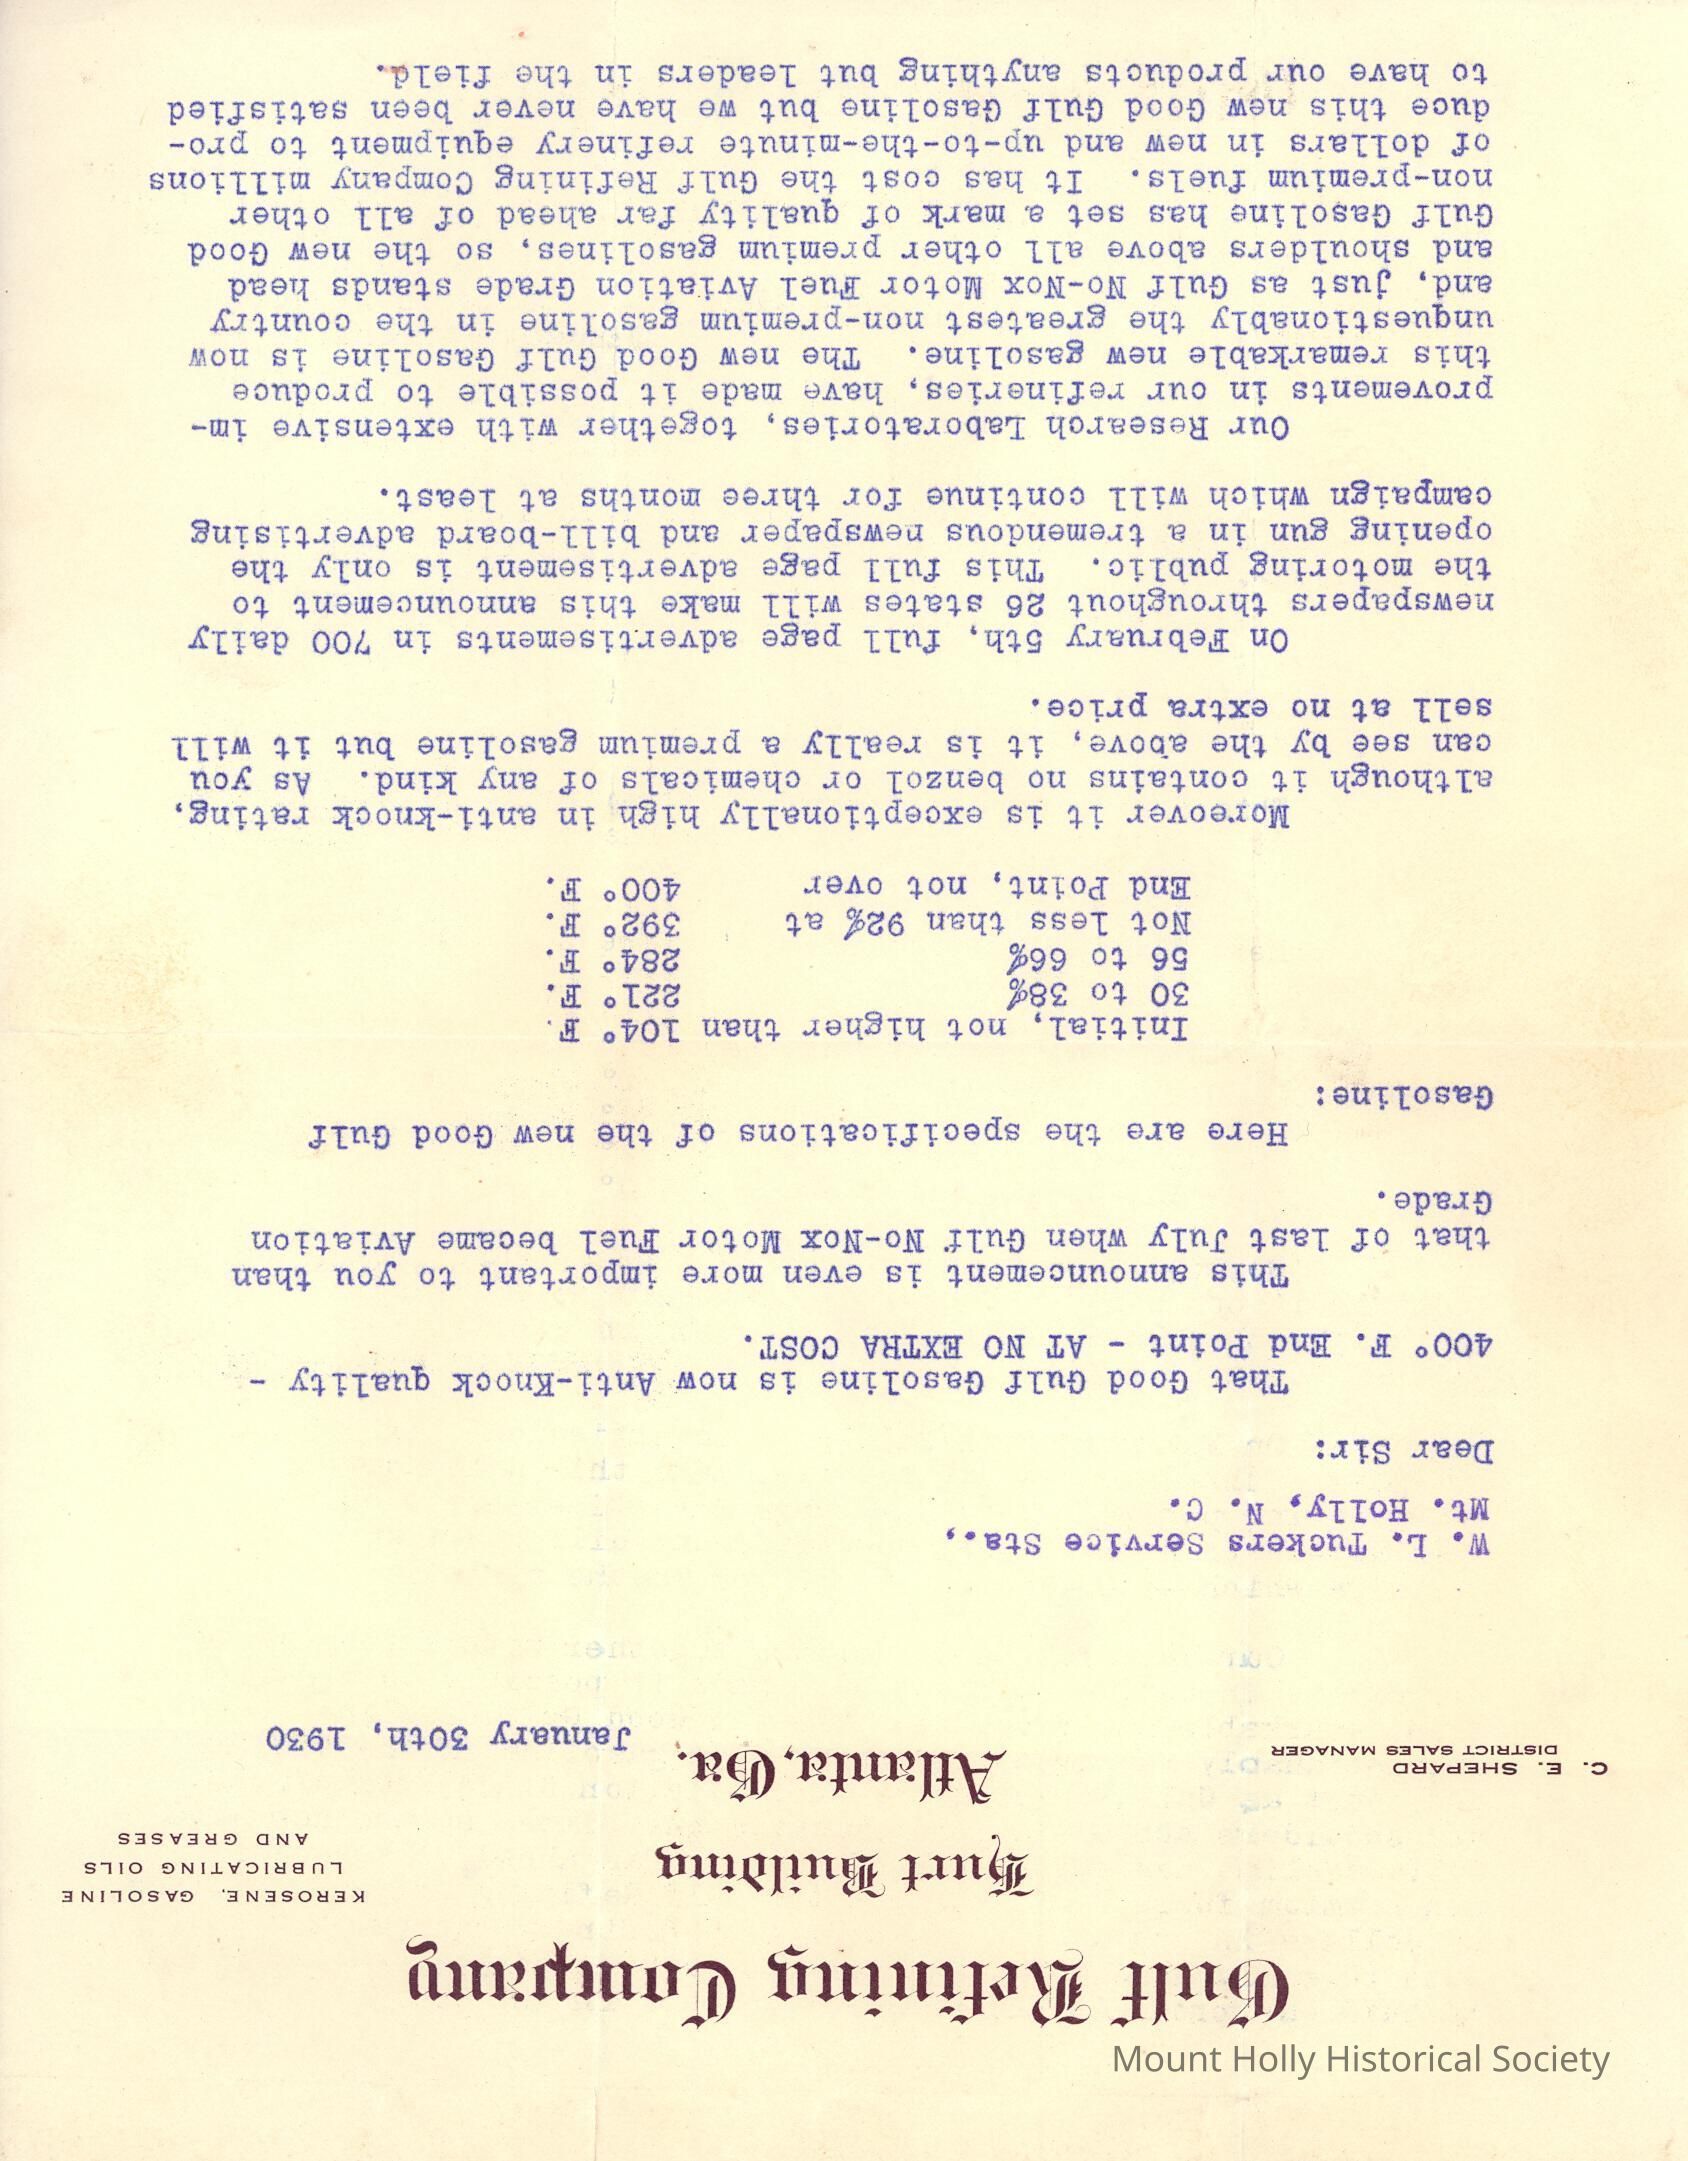 Gulf Refining Company
Hurt Building
Atlanta, Ga.
KEROSENE, GASOLINE
LUBRICATING OILS
AND GREASES
C. E. SHEPARD
DISTRICT SALES MANAGER
January 30th, 1930
W. L. Tuckers Service Sta.,
Mt. Holly, N. C.
Dear Sir:
That Good Gulf Gasoline is now Anti-Knock quality -
400° F. End Point - AT NO EXTRA COST.
This announcement is even more important to you than
that of last July when Gulf No-Nox Motor Fuel became Aviation
Grade.
Here are the specifications of the new Good Gulf
Gasoline:
Initial, not higher than 104° F.
30 to 38% 221° F.
56 to 66% 284° F.
Not less than 92% at 392° F.
End Point, not over 400° F.
Moreover it is exceptionally high in anti-knock rating,
although it contains no benzol or chemicals of any kind. As you
can see by the above, it is really a premium gasoline but it will
sell at no extra price.
On February 5th, full page advertisements in 700 daily
newspapers throughout 26 states will make this announcement to
the motoring public. This full page advertisement is only the
opening gun in a tremendous newspaper and bill-board advertising
campaign which will continue for three months at least.
Our Research Laboratories, together with extensive im-
provements in our refineries, have made it possible to produce
this remarkable new gasoline. The new Good Gulf Gasoline is now
unquestionably the greatest non-premium gasoline in the country
and, just as Gulf No-Nox Motor Fuel Aviation Grade stands head
and shoulders above all other premium gasolines, so the new Good
Gulf Gasoline has set a mark of quality far ahead of all other
non-premium fuels. It has cost the Gulf Refining Company millions
of dollars in new and up-to-the-minute refinery equipment to pro-
duce this new Good Gulf Gasoline but we have never been satisfied
to have our products anything but leaders in the field.
Mount Holly Historical Society